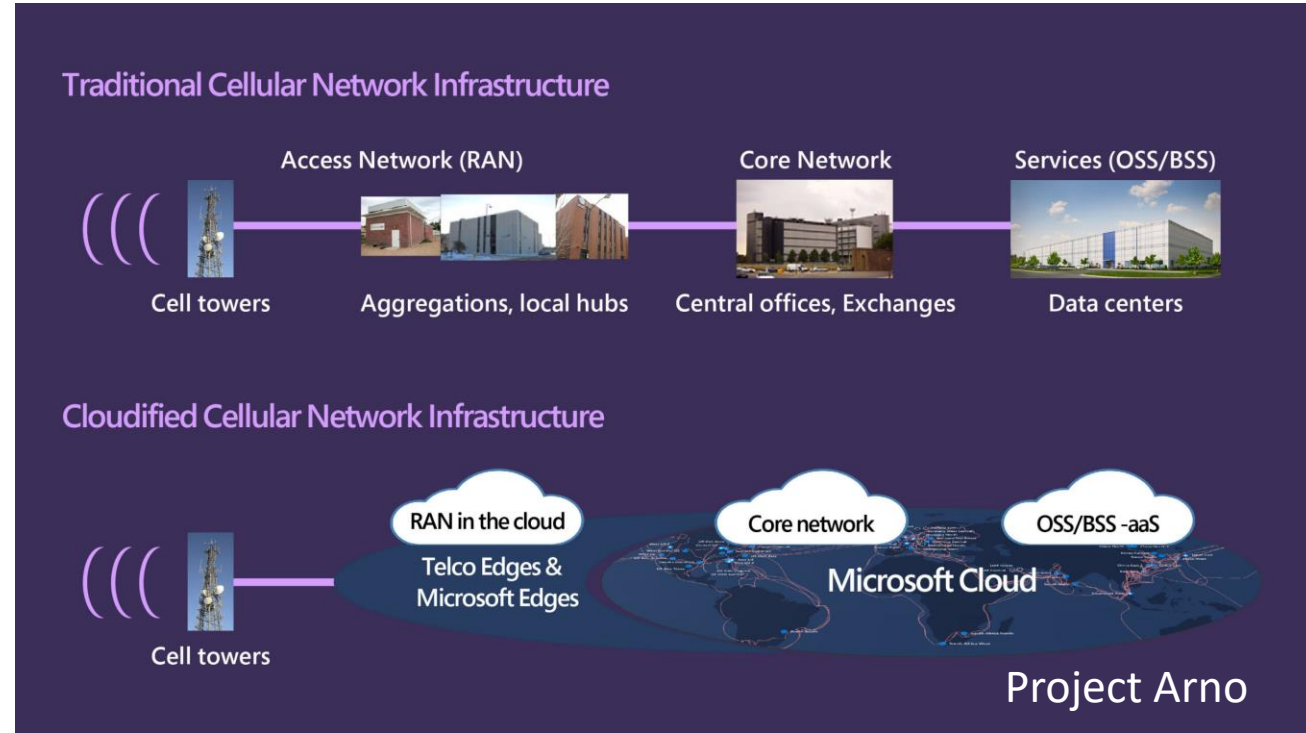 Traditional Cellular Network Infrastructure
Access Network (RAN)
Core Network
Services (OSS/BSS)
Cell towers
Aggregations, local hubs
Central offices, Exchanges
Data centers
Cloudified Cellular Network Infrastructure
RAN in the cloud
Core network
OSS/BSS -aaS
Telco Edges &
Microsoft Edges
Microsoft Cloud
Cell towers
Project Arno